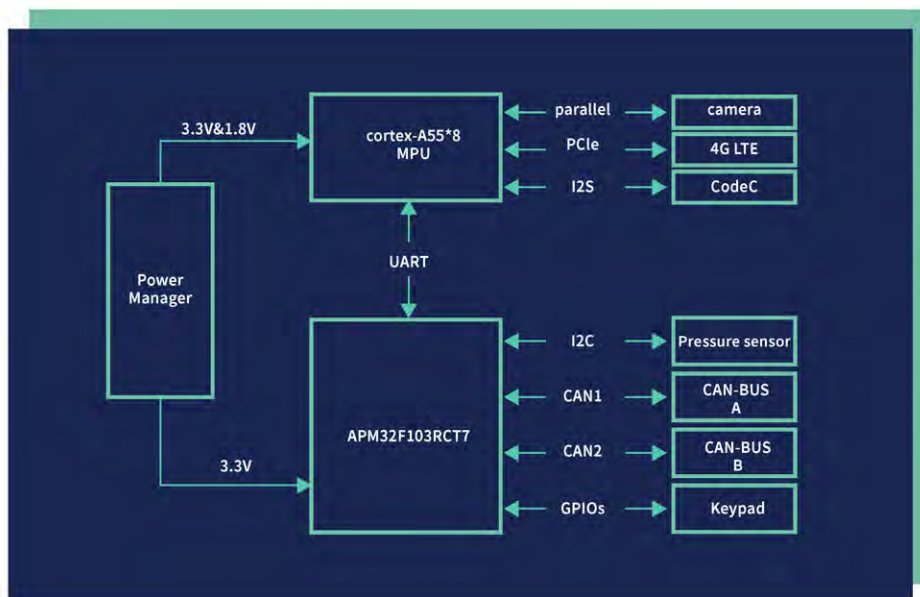 3.3V&1.8V
cortex-A55*8
MPU
parallel
camera
PCIe
4G LTE
I2S
CodeC
UART
Power
Manager
APM32F103RCT7
I2C
Pressure sensor
CAN1
CAN-BUS
A
CAN2
CAN-BUS
B
3.3V
GPIOs
Keypad